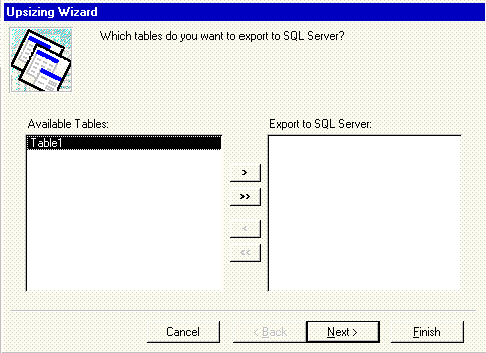 Upsizing Wizard
Which tables do you want to export to SQL Server?
Available Tables:
Export to SQL Server:
Table1
>
>>
<
<<
Cancel
< Back
Next >
Finish